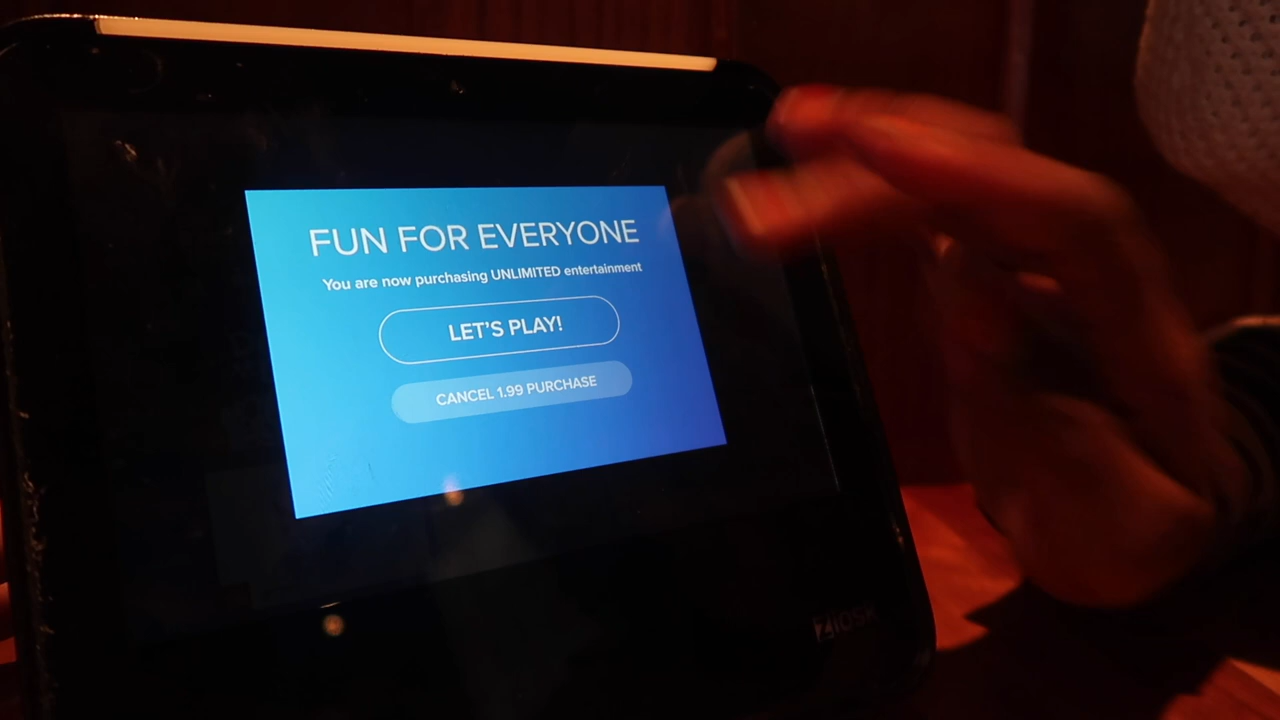 FUN FOR EVERYONE
You are now purchasing UNLIMITED entertainment
LET'S PLAY!
CANCEL 1.99 PURCHASE
ziosk